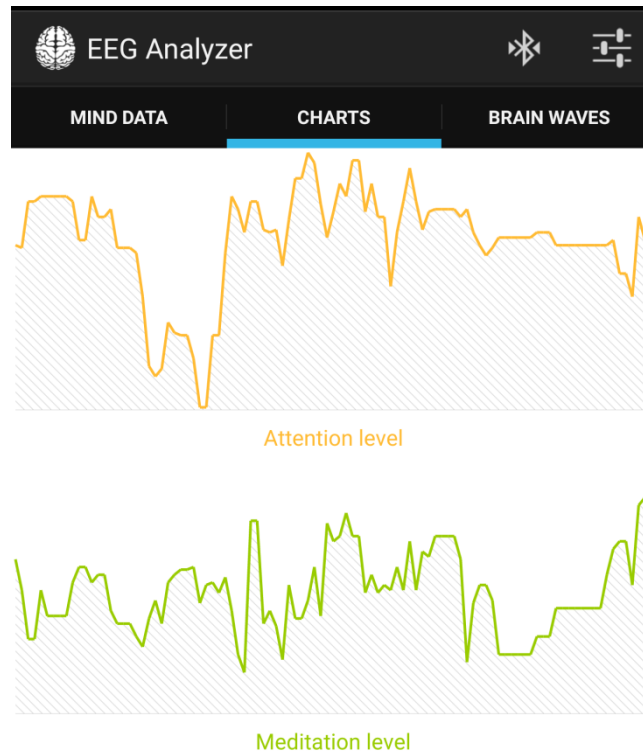 EEG Analyzer
MIND DATA CHARTS BRAIN WAVES
Attention level
Meditation level